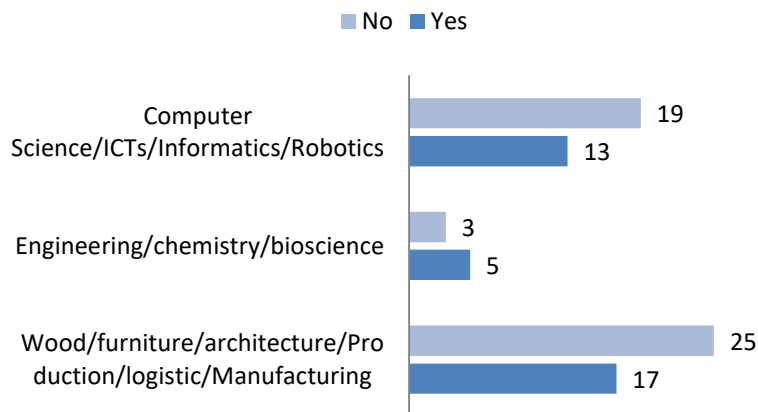 No Yes
Computer
Science/ICTs/Informatics/Robotics
19
13
Engineering/chemistry/bioscience
3
5
Wood/furniture/architecture/Pro
duction/logistic/Manufacturing
25
17